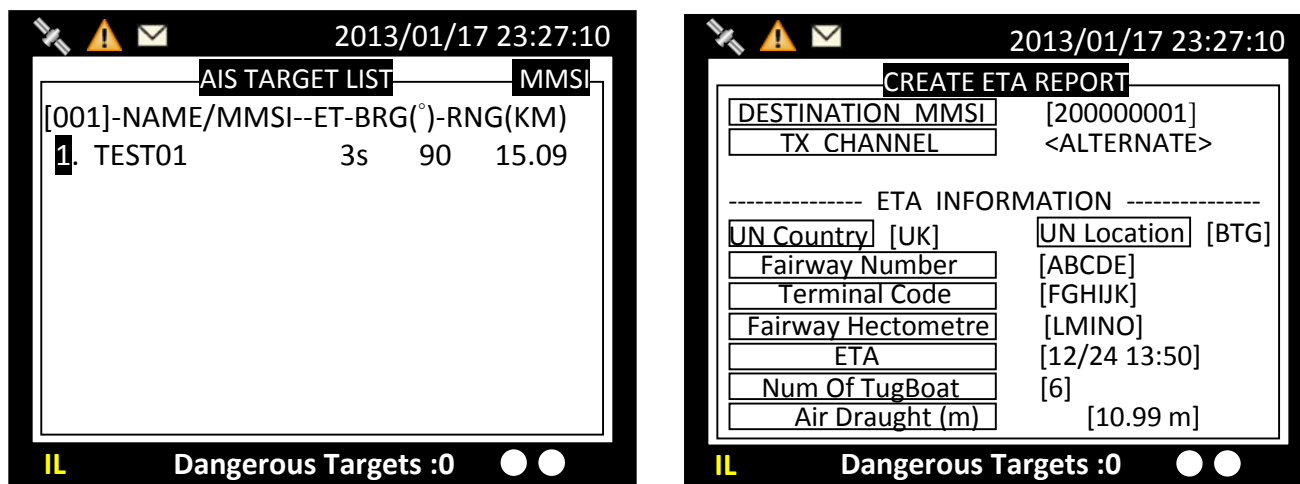 2013/01/17 23:27:10
AIS TARGET LIST MMSI
[001]-NAME/MMSI--ET-BRG(°)-RNG(KM)
1. TEST01 3s 90 15.09
IL Dangerous Targets :0
2013/01/17 23:27:10
CREATE ETA REPORT
DESTINATION MMSI [200000001]
TX CHANNEL <ALTERNATE>
--------------- ETA INFORMATION ---------------
UN Country [UK] UN Location [BTG]
Fairway Number [ABCDE]
Terminal Code [FGHIJK]
Fairway Hectometre [LMINO]
ETA [12/24 13:50]
Num Of TugBoat [6]
Air Draught (m) [10.99 m]
IL Dangerous Targets :0